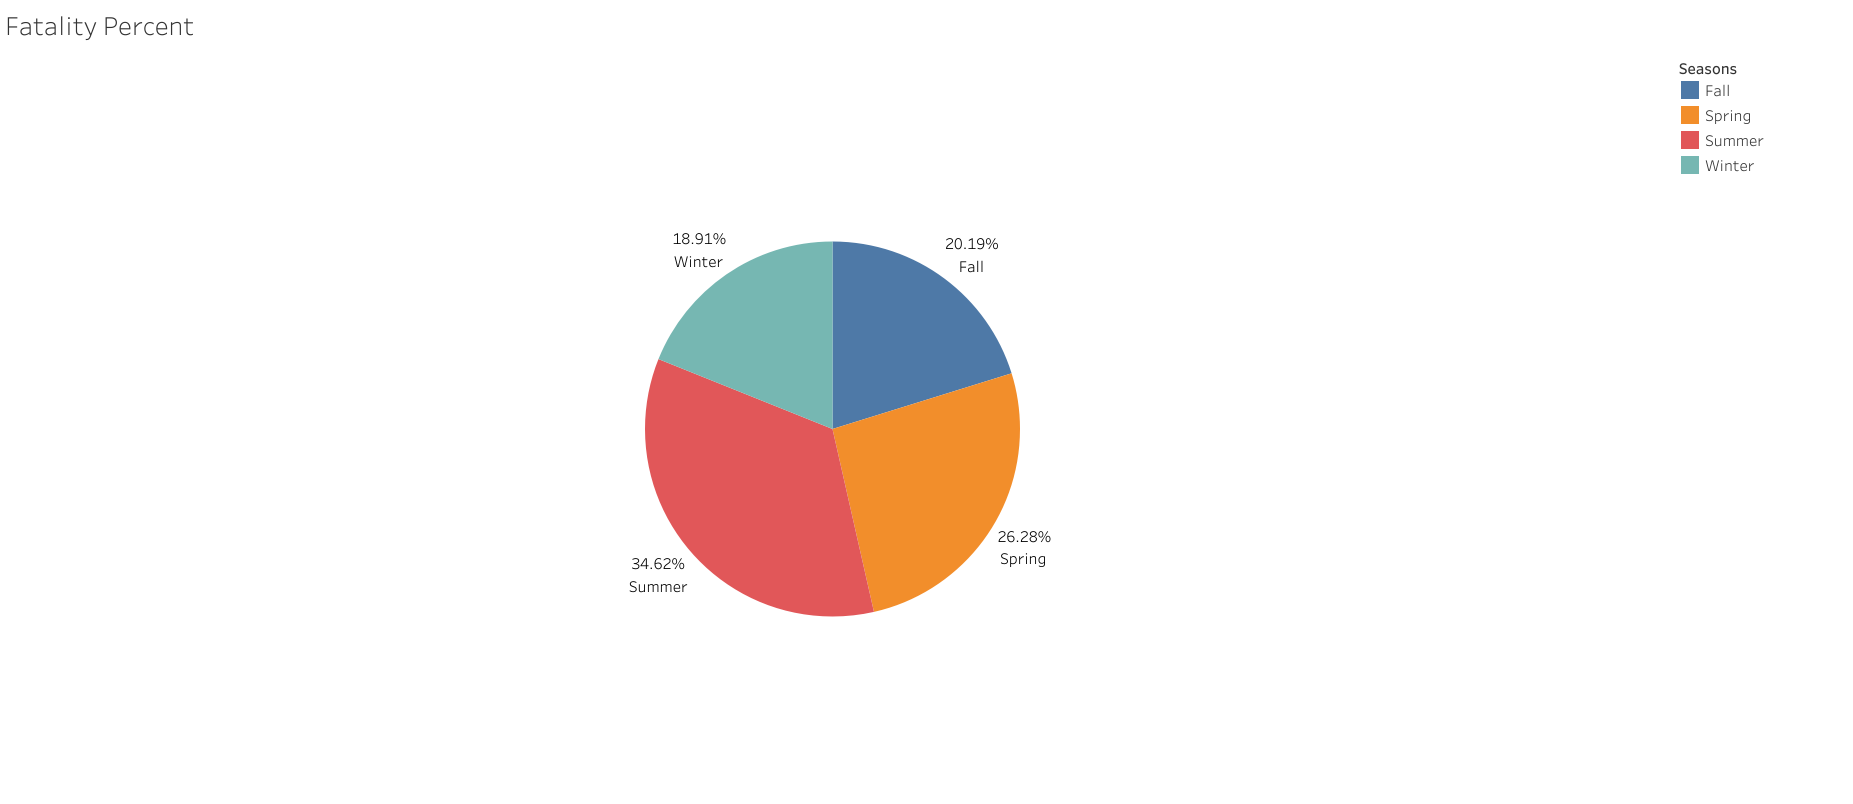 Fatality Percent
Seasons
Fall
Spring
Summer
Winter
18.91%
Winter
20.19%
Fall
26.28%
Spring
34.62%
Summer